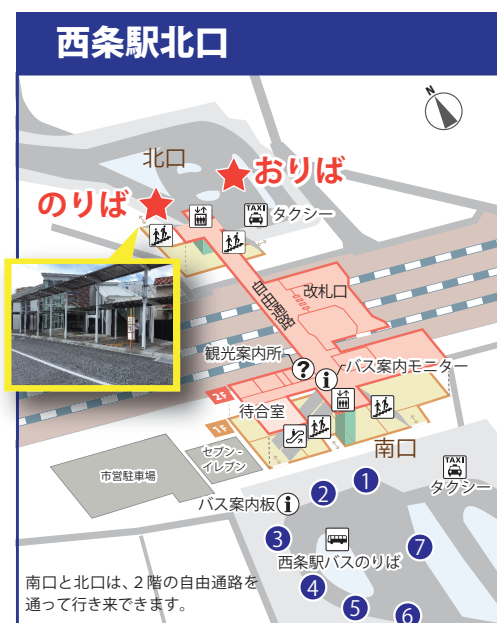 西条駅北口
N
北口
おりば
のりば
TAXI
タクシー
自由通路
改札口
観光案内所
?
i
バス案内モニター
2F
待合室
1F
南口
セブン-
イレブン
市営駐車場
TAXI
タクシー
バス案内板
i
1
2
3
西条駅バスのりば
7
4
5
6
南口と北口は、2階の自由通路を
通って行き来できます。